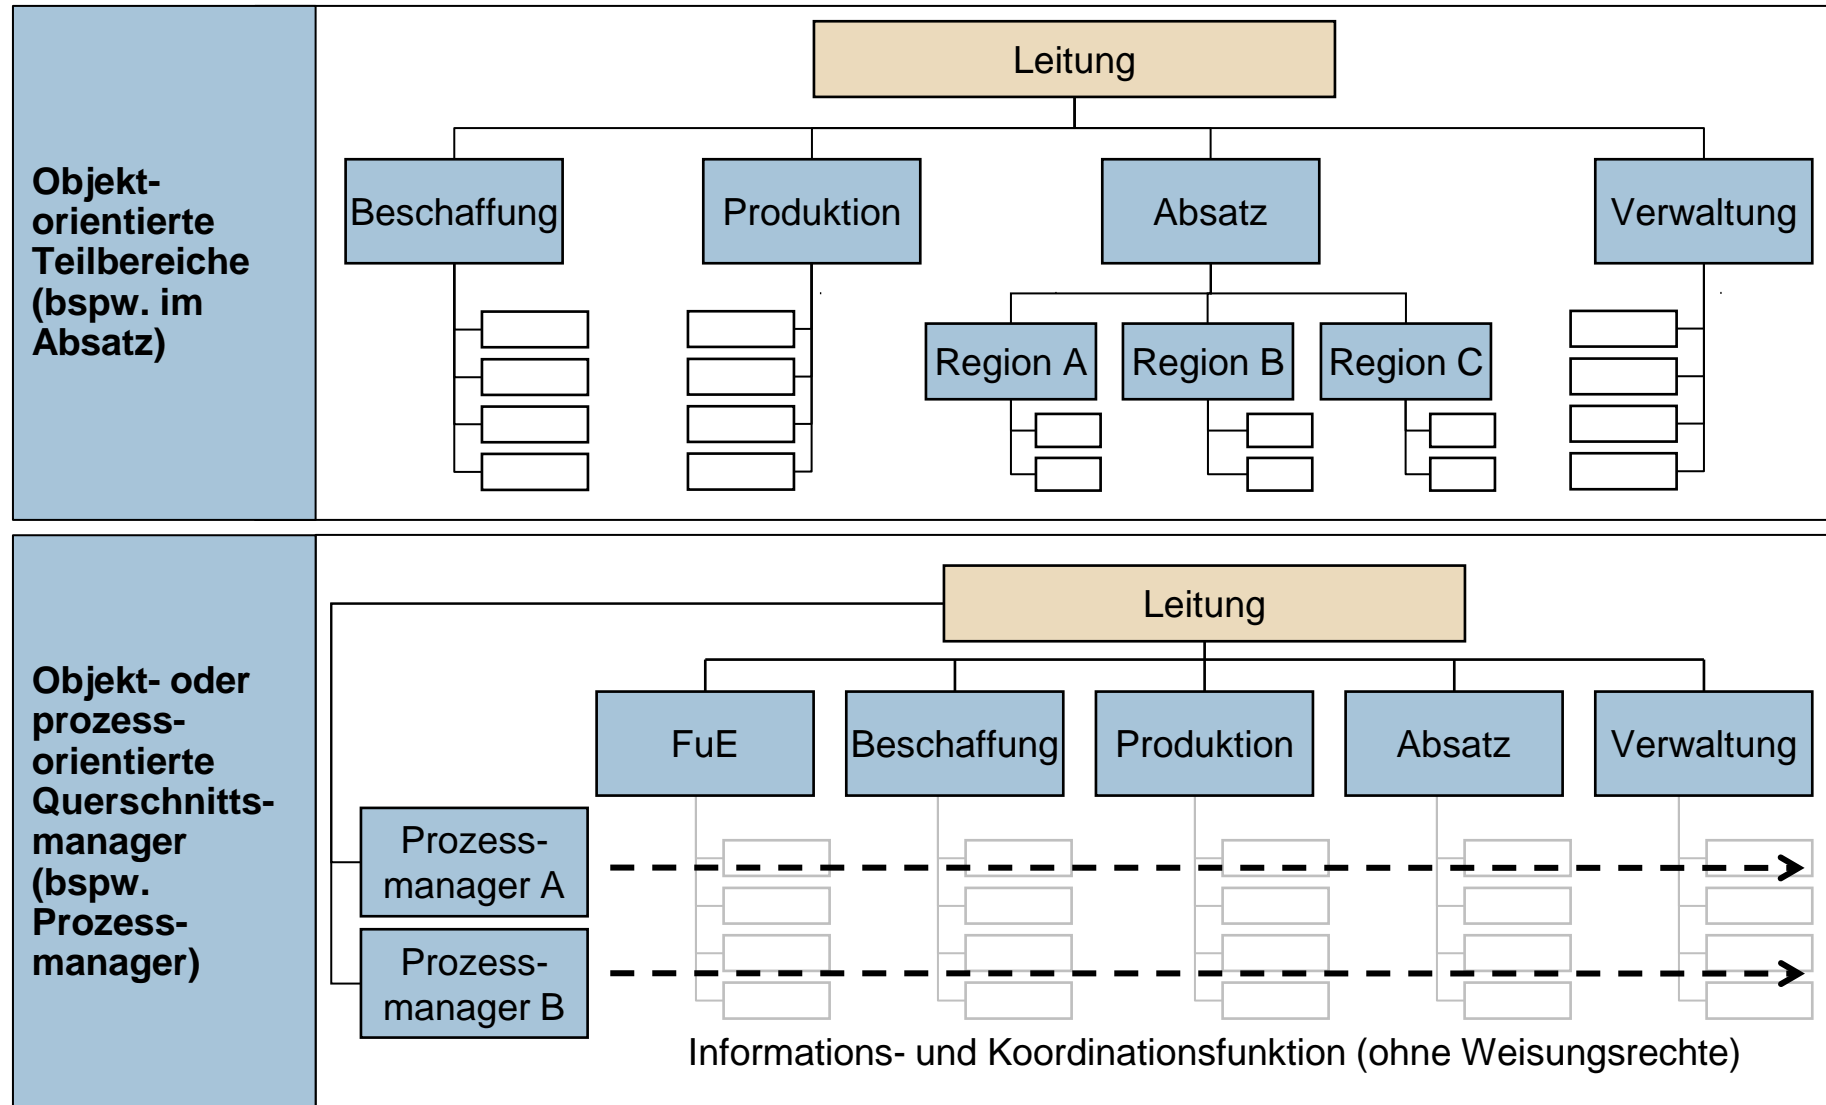 Objekt-
orientierte
Teilbereiche
(bspw. im
Absatz)
Leitung
Beschaffung
Produktion
Absatz
Verwaltung
Region A
Region B
Region C
Objekt- oder
prozess-
orientierte
Querschnitts-
manager
(bspw.
Prozess-
manager)
Leitung
FuE
Beschaffung
Produktion
Absatz
Verwaltung
Prozess-
manager A
Prozess-
manager B
Informations- und Koordinationsfunktion (ohne Weisungsrechte)